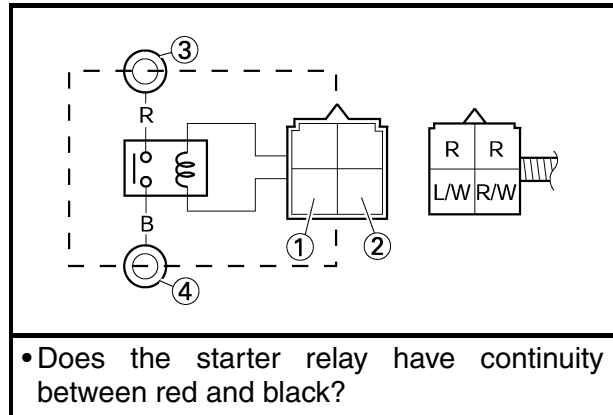 ③
R
R R
L/W R/W
B
① ②
④
• Does the starter relay have continuity
between red and black?